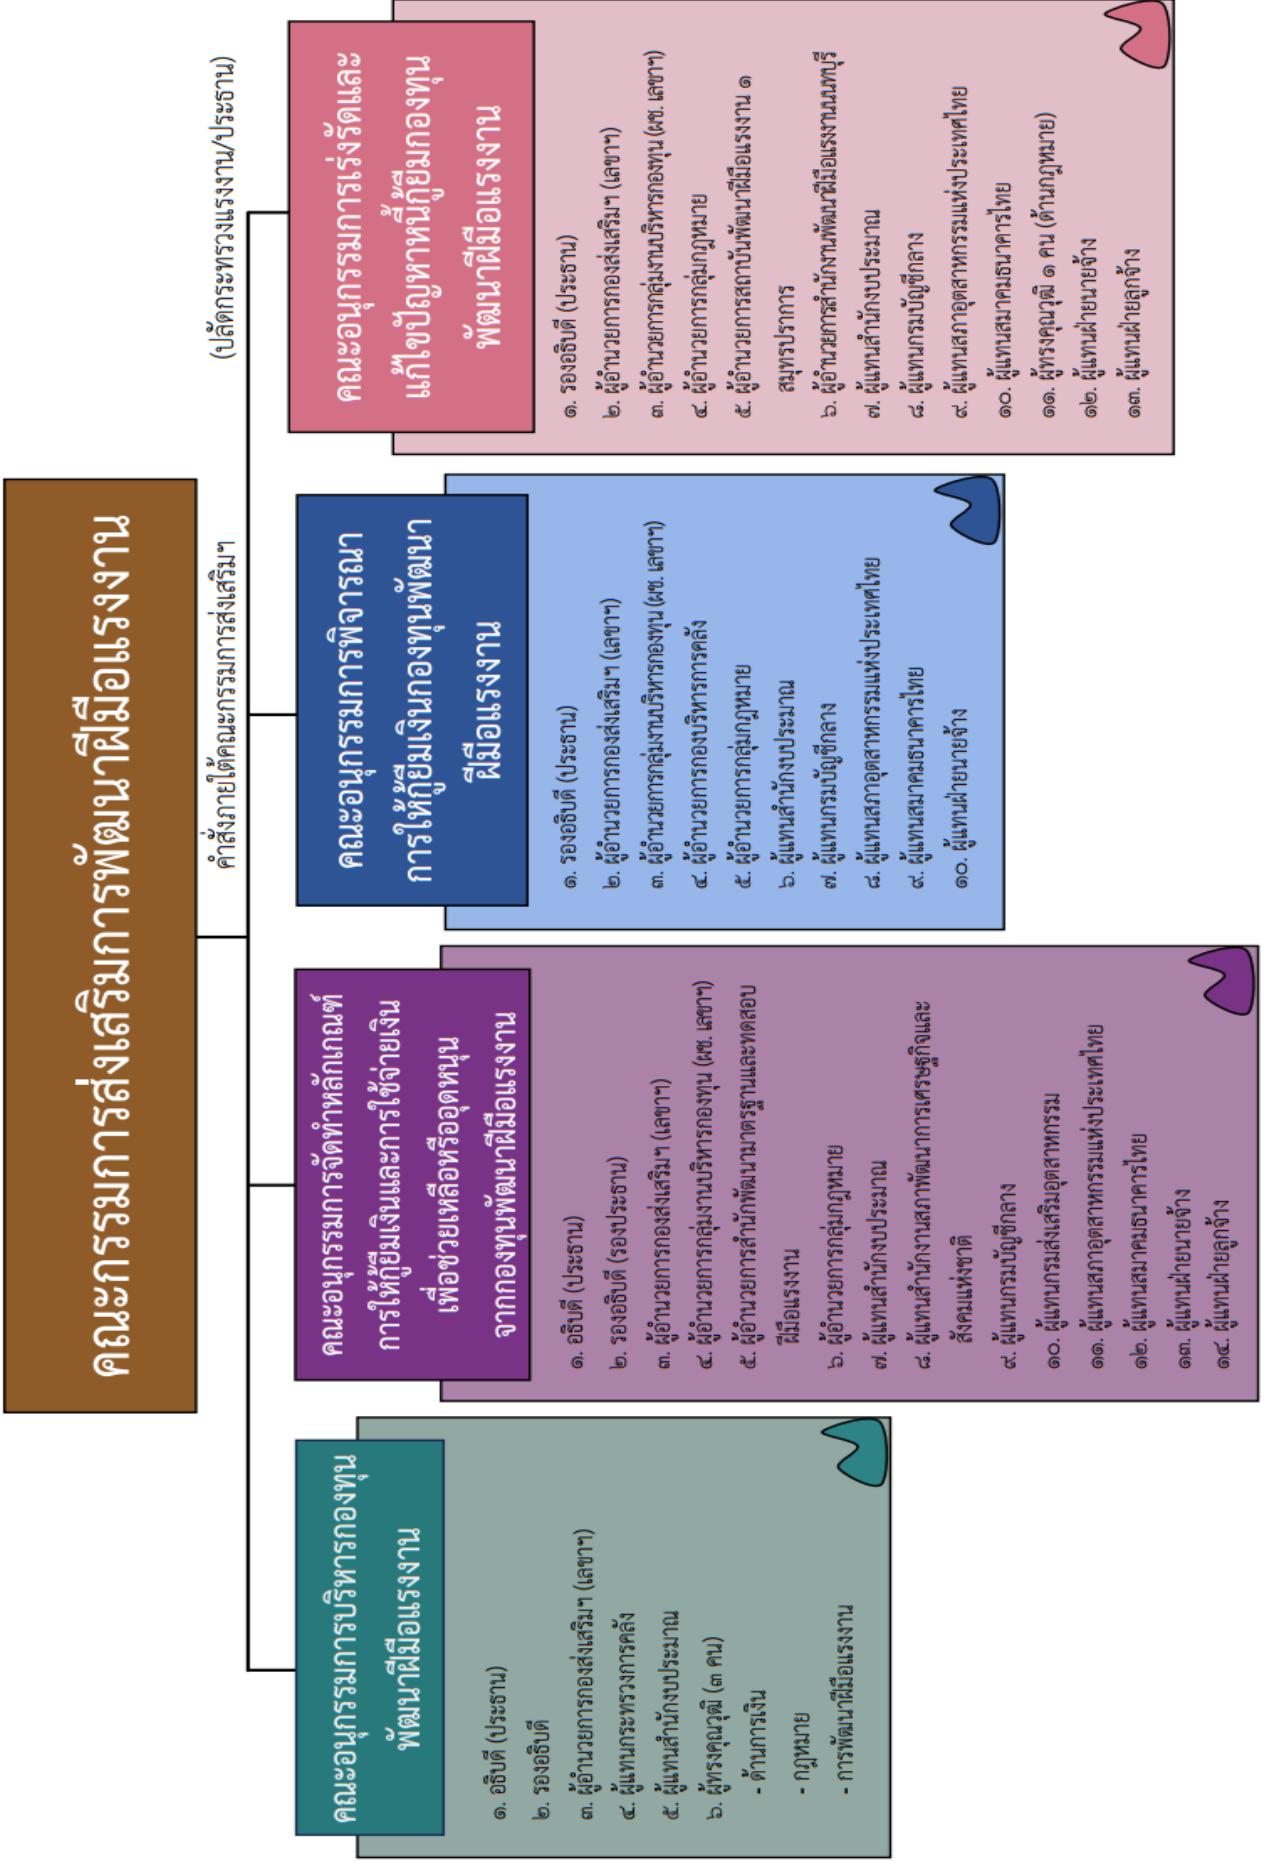 คณะกรรมการส่งเสริมการพัฒนาฝีมือแรงงาน
คำสั่งภายใต้คณะกรรมการส่งเสริมฯ
(ปลัดกระทรวงแรงงาน/ประธาน)
คณะอนุกรรมการบริหารกองทุน
พัฒนาฝีมือแรงงาน
๑. อธิบดี (ประธาน)
๒. รองอธิบดี
๓. ผู้อำนวยการกองส่งเสริมฯ (เลขาฯ)
๔. ผู้แทนกระทรวงการคลัง
๕. ผู้แทนสำนักงบประมาณ
๖. ผู้ทรงคุณวุฒิ (๓ คน)
- ด้านการเงิน
- กฎหมาย
- การพัฒนาฝีมือแรงงาน
คณะอนุกรรมการจัดทำหลักเกณฑ์
การให้กู้ยืมเงินและการใช้จ่ายเงิน
เพื่อช่วยเหลือหรืออุดหนุน
จากกองทุนพัฒนาฝีมือแรงงาน
๑. อธิบดี (ประธาน)
๒. รองอธิบดี (รองประธาน)
๓. ผู้อำนวยการกองส่งเสริมฯ (เลขาฯ)
๔. ผู้อำนวยการกลุ่มงานบริหารกองทุน (ผช. เลขาฯ)
๕. ผู้อำนวยการสำนักพัฒนามาตรฐานและทดสอบ
ฝีมือแรงงาน
๖. ผู้อำนวยการกลุ่มกฎหมาย
๗. ผู้แทนสำนักงบประมาณ
๘. ผู้แทนสำนักงานสภาพัฒนาการเศรษฐกิจและ
สังคมแห่งชาติ
๙. ผู้แทนกรมบัญชีกลาง
๑๐. ผู้แทนกรมส่งเสริมอุตสาหกรรม
๑๑. ผู้แทนสภาอุตสาหกรรมแห่งประเทศไทย
๑๒. ผู้แทนสมาคมธนาคารไทย
๑๓. ผู้แทนฝ่ายนายจ้าง
๑๔. ผู้แทนฝ่ายลูกจ้าง
คณะอนุกรรมการพิจารณา
การให้กู้ยืมเงินกองทุนพัฒนา
ฝีมือแรงงาน
๑. รองอธิบดี (ประธาน)
๒. ผู้อำนวยการกองส่งเสริมฯ (เลขาฯ)
๓. ผู้อำนวยการกลุ่มงานบริหารกองทุน (ผช. เลขาฯ)
๔. ผู้อำนวยการกองบริหารการคลัง
๕. ผู้อำนวยการกลุ่มกฎหมาย
๖. ผู้แทนสำนักงบประมาณ
๗. ผู้แทนกรมบัญชีกลาง
๘. ผู้แทนสภาอุตสาหกรรมแห่งประเทศไทย
๙. ผู้แทนสมาคมธนาคารไทย
๑๐. ผู้แทนฝ่ายนายจ้าง
คณะอนุกรรมการเร่งรัดและ
แก้ไขปัญหาหนี้กู้ยืมกองทุน
พัฒนาฝีมือแรงงาน
๑. รองอธิบดี (ประธาน)
๒. ผู้อำนวยการกองส่งเสริมฯ (เลขาฯ)
๓. ผู้อำนวยการกลุ่มงานบริหารกองทุน (ผช. เลขาฯ)
๔. ผู้อำนวยการกลุ่มกฎหมาย
๕. ผู้อำนวยการสถาบันพัฒนาฝีมือแรงงาน ๑
สมุทรปราการ
๖. ผู้อำนวยการสำนักงานพัฒนาฝีมือแรงงานนนทบุรี
๗. ผู้แทนสำนักงบประมาณ
๘. ผู้แทนกรมบัญชีกลาง
๙. ผู้แทนสภาอุตสาหกรรมแห่งประเทศไทย
๑๐. ผู้แทนสมาคมธนาคารไทย
๑๑. ผู้ทรงคุณวุฒิ ๑ คน (ด้านกฎหมาย)
๑๒. ผู้แทนฝ่ายนายจ้าง
๑๓. ผู้แทนฝ่ายลูกจ้าง